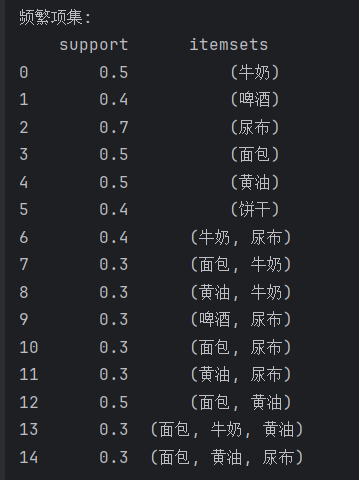 频繁项集:
support itemsets
0 0.5 (牛奶)
1 0.4 (啤酒)
2 0.7 (尿布)
3 0.5 (面包)
4 0.5 (黄油)
5 0.4 (饼干)
6 0.4 (牛奶, 尿布)
7 0.3 (面包, 牛奶)
8 0.3 (黄油, 牛奶)
9 0.3 (啤酒, 尿布)
10 0.3 (面包, 尿布)
11 0.3 (黄油, 尿布)
12 0.5 (面包, 黄油)
13 0.3 (面包, 牛奶, 黄油)
14 0.3 (面包, 黄油, 尿布)